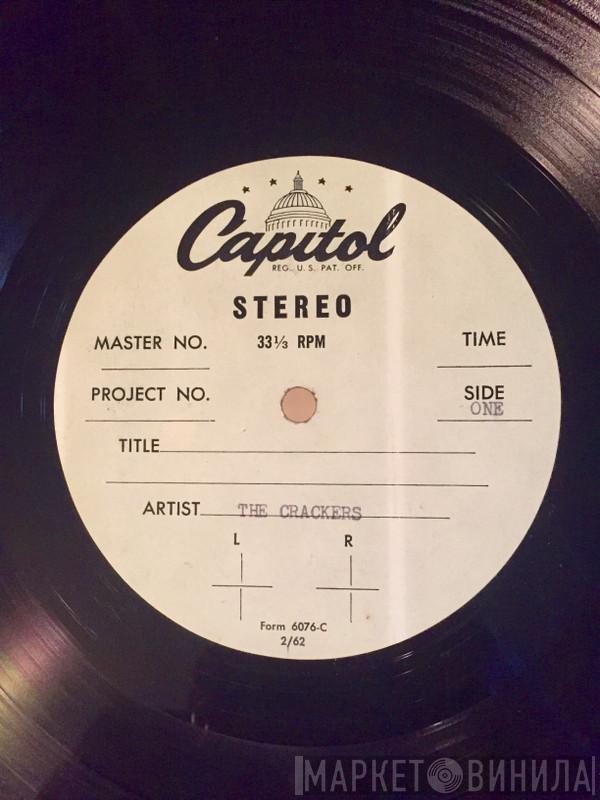 Capitol
REG. U.S. PAT. OFF.
STEREO
MASTER NO. 33⅓ RPM TIME
PROJECT NO. SIDE
ONE
TITLE
ARTIST THE CRACKERS
L R
Form 6076-C
2/62
МАРКЕТ ВИНИЛА